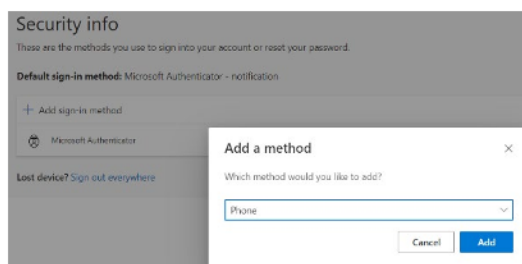 Security info
These are the methods you use to sign into your account or reset your password.
Default sign-in method: Microsoft Authenticator - notification
+ Add sign-in method
Microsoft Authenticator
Lost device? Sign out everywhere
Add a method
Which method would you like to add?
Phone
Cancel Add